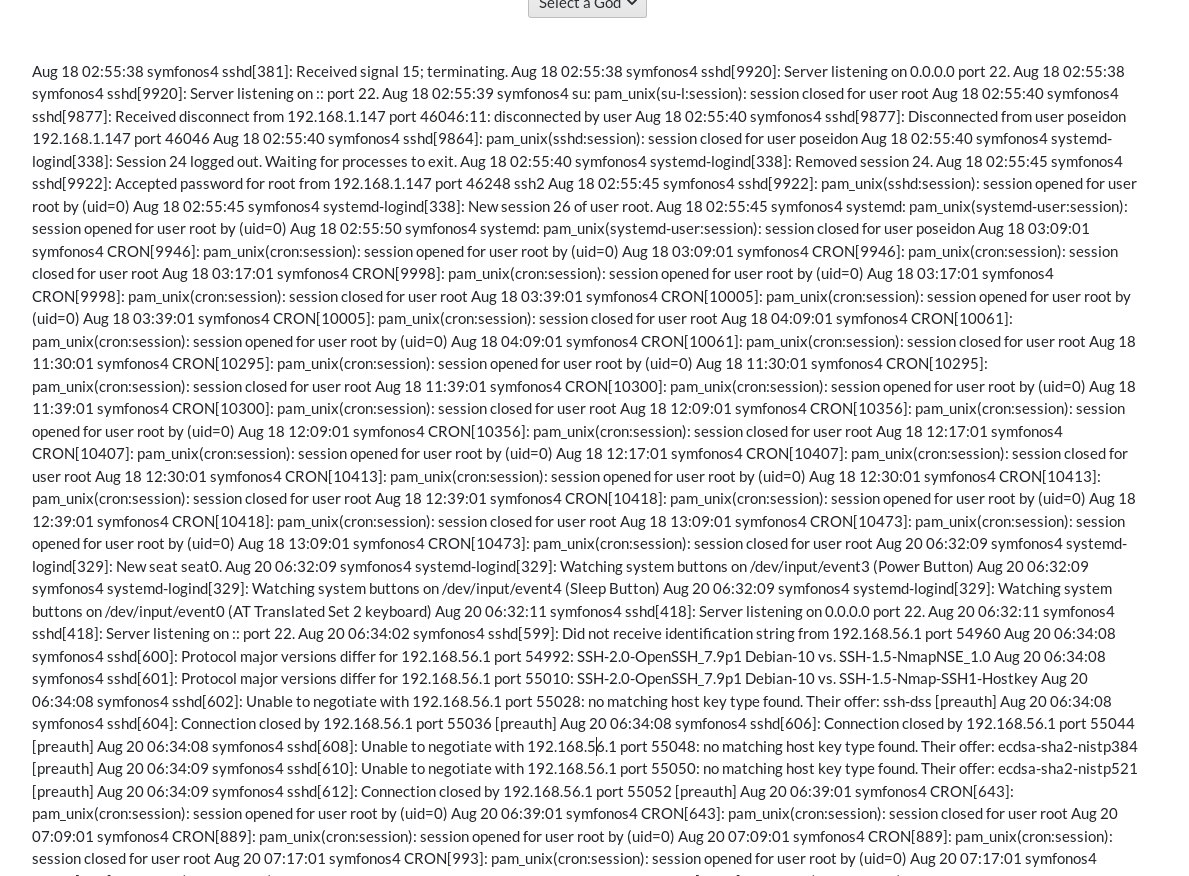 Select a God
Aug 18 02:55:38 symfonos4 sshd[381]: Received signal 15; terminating. Aug 18 02:55:38 symfonos4 sshd[9920]: Server listening on 0.0.0.0 port 22. Aug 18 02:55:38
symfonos4 sshd[9920]: Server listening on :: port 22. Aug 18 02:55:39 symfonos4 su: pam_unix(su-l:session): session closed for user root Aug 18 02:55:40 symfonos4
sshd[9877]: Received disconnect from 192.168.1.147 port 46046:11: disconnected by user Aug 18 02:55:40 symfonos4 sshd[9877]: Disconnected from user poseidon
192.168.1.147 port 46046 Aug 18 02:55:40 symfonos4 sshd[9864]: pam_unix(sshd:session): session closed for user poseidon Aug 18 02:55:40 symfonos4 systemd-
logind[338]: Session 24 logged out. Waiting for processes to exit. Aug 18 02:55:40 symfonos4 systemd-logind[338]: Removed session 24. Aug 18 02:55:45 symfonos4
sshd[9922]: Accepted password for root from 192.168.1.147 port 46248 ssh2 Aug 18 02:55:45 symfonos4 sshd[9922]: pam_unix(sshd:session): session opened for user
root by (uid=0) Aug 18 02:55:45 symfonos4 systemd-logind[338]: New session 26 of user root. Aug 18 02:55:45 symfonos4 systemd: pam_unix(systemd-user:session):
session opened for user root by (uid=0) Aug 18 02:55:50 symfonos4 systemd: pam_unix(systemd-user:session): session closed for user poseidon Aug 18 03:09:01
symfonos4 CRON[9946]: pam_unix(cron:session): session opened for user root by (uid=0) Aug 18 03:09:01 symfonos4 CRON[9946]: pam_unix(cron:session): session
closed for user root Aug 18 03:17:01 symfonos4 CRON[9998]: pam_unix(cron:session): session opened for user root by (uid=0) Aug 18 03:17:01 symfonos4
CRON[9998]: pam_unix(cron:session): session closed for user root Aug 18 03:39:01 symfonos4 CRON[10005]: pam_unix(cron:session): session opened for user root by
(uid=0) Aug 18 03:39:01 symfonos4 CRON[10005]: pam_unix(cron:session): session closed for user root Aug 18 04:09:01 symfonos4 CRON[10061]:
pam_unix(cron:session): session opened for user root by (uid=0) Aug 18 04:09:01 symfonos4 CRON[10061]: pam_unix(cron:session): session closed for user root Aug 18
11:30:01 symfonos4 CRON[10295]: pam_unix(cron:session): session opened for user root by (uid=0) Aug 18 11:30:01 symfonos4 CRON[10295]:
pam_unix(cron:session): session closed for user root Aug 18 11:39:01 symfonos4 CRON[10300]: pam_unix(cron:session): session opened for user root by (uid=0) Aug 18
11:39:01 symfonos4 CRON[10300]: pam_unix(cron:session): session closed for user root Aug 18 12:09:01 symfonos4 CRON[10356]: pam_unix(cron:session): session
opened for user root by (uid=0) Aug 18 12:09:01 symfonos4 CRON[10356]: pam_unix(cron:session): session closed for user root Aug 18 12:17:01 symfonos4
CRON[10407]: pam_unix(cron:session): session opened for user root by (uid=0) Aug 18 12:17:01 symfonos4 CRON[10407]: pam_unix(cron:session): session closed for
user root Aug 18 12:30:01 symfonos4 CRON[10413]: pam_unix(cron:session): session opened for user root by (uid=0) Aug 18 12:30:01 symfonos4 CRON[10413]:
pam_unix(cron:session): session closed for user root Aug 18 12:39:01 symfonos4 CRON[10418]: pam_unix(cron:session): session opened for user root by (uid=0) Aug 18
12:39:01 symfonos4 CRON[10418]: pam_unix(cron:session): session closed for user root Aug 18 13:09:01 symfonos4 CRON[10473]: pam_unix(cron:session): session
opened for user root by (uid=0) Aug 18 13:09:01 symfonos4 CRON[10473]: pam_unix(cron:session): session closed for user root Aug 20 06:32:09 symfonos4 systemd-
logind[329]: New seat seat0. Aug 20 06:32:09 symfonos4 systemd-logind[329]: Watching system buttons on /dev/input/event3 (Power Button) Aug 20 06:32:09
symfonos4 systemd-logind[329]: Watching system buttons on /dev/input/event4 (Sleep Button) Aug 20 06:32:09 symfonos4 systemd-logind[329]: Watching system
buttons on /dev/input/event0 (AT Translated Set 2 keyboard) Aug 20 06:32:11 symfonos4 sshd[418]: Server listening on 0.0.0.0 port 22. Aug 20 06:32:11 symfonos4
sshd[418]: Server listening on :: port 22. Aug 20 06:34:02 symfonos4 sshd[599]: Did not receive identification string from 192.168.56.1 port 54960 Aug 20 06:34:08
symfonos4 sshd[600]: Protocol major versions differ for 192.168.56.1 port 54992: SSH-2.0-OpenSSH_7.9p1 Debian-10 vs. SSH-1.5-NmapNSE_1.0 Aug 20 06:34:08
symfonos4 sshd[601]: Protocol major versions differ for 192.168.56.1 port 55010: SSH-2.0-OpenSSH_7.9p1 Debian-10 vs. SSH-1.5-Nmap-SSH1-Hostkey Aug 20
06:34:08 symfonos4 sshd[602]: Unable to negotiate with 192.168.56.1 port 55028: no matching host key type found. Their offer: ssh-dss [preauth] Aug 20 06:34:08
symfonos4 sshd[604]: Connection closed by 192.168.56.1 port 55036 [preauth] Aug 20 06:34:08 symfonos4 sshd[606]: Connection closed by 192.168.56.1 port 55044
[preauth] Aug 20 06:34:08 symfonos4 sshd[608]: Unable to negotiate with 192.168.56.1 port 55048: no matching host key type found. Their offer: ecdsa-sha2-nistp384
[preauth] Aug 20 06:34:09 symfonos4 sshd[610]: Unable to negotiate with 192.168.56.1 port 55050: no matching host key type found. Their offer: ecdsa-sha2-nistp521
[preauth] Aug 20 06:34:09 symfonos4 sshd[612]: Connection closed by 192.168.56.1 port 55052 [preauth] Aug 20 06:39:01 symfonos4 CRON[643]:
pam_unix(cron:session): session opened for user root by (uid=0) Aug 20 06:39:01 symfonos4 CRON[643]: pam_unix(cron:session): session closed for user root Aug 20
07:09:01 symfonos4 CRON[889]: pam_unix(cron:session): session opened for user root by (uid=0) Aug 20 07:09:01 symfonos4 CRON[889]: pam_unix(cron:session):
session closed for user root Aug 20 07:17:01 symfonos4 CRON[993]: pam_unix(cron:session): session opened for user root by (uid=0) Aug 20 07:17:01 symfonos4